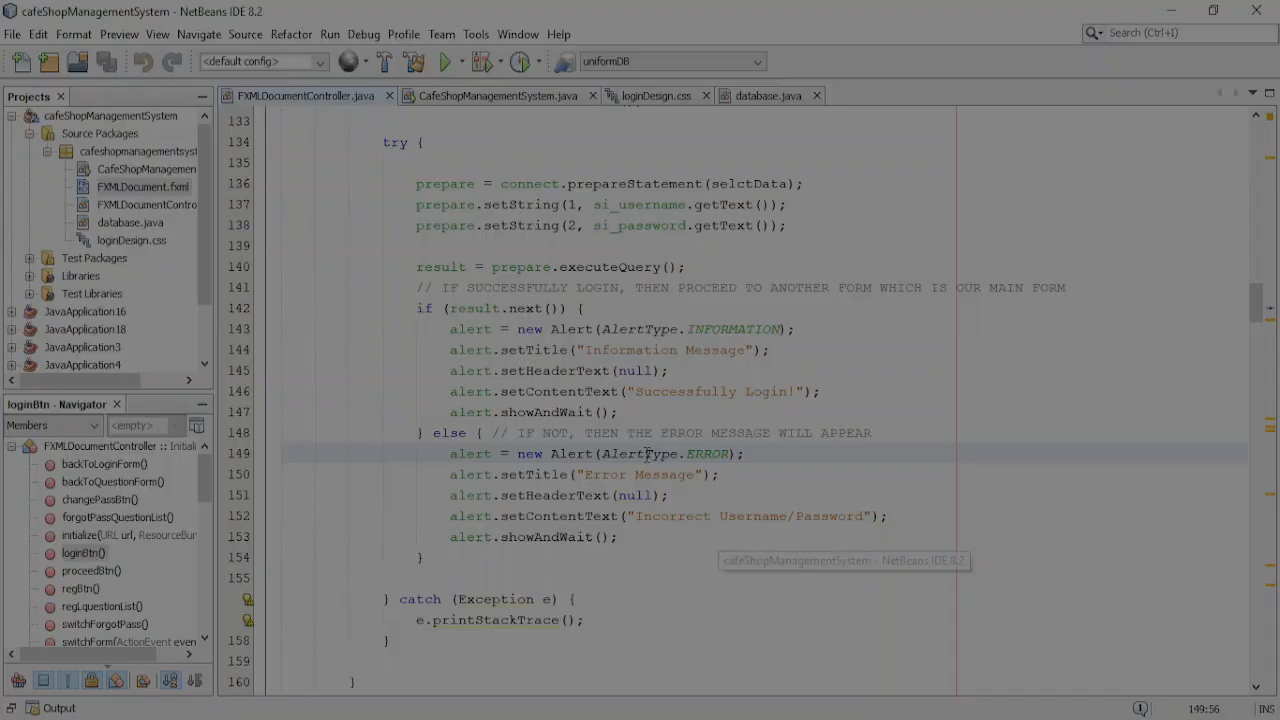 cafeShopManagementSystem - NetBeans IDE 8.2
File Edit Format Preview View Navigate Source Refactor Run Debug Profile Team Tools Window Help
Search (Ctrl+I)
<default config>
uniformDB
Projects
FXMLDocumentController.java
CafeShopManagementSystem.java
loginDesign.css
database.java
cafeShopManagementSystem
Source Packages
cafeshopmanagementsyst
CafeShopManagemen
FXMLDocument.fxml
FXMLDocumentContro
database.java
loginDesign.css
Test Packages
Libraries
Test Libraries
JavaApplication16
JavaApplication18
JavaApplication3
JavaApplication4
loginBtn - Navigator
Members
<empty>
FXMLDocumentController :: Initial
backToLoginForm()
backToQuestionForm()
changePassBtn()
forgotPassQuestionList()
initialize(URL url, ResourceBun
loginBtn()
proceedBtn()
regBtn()
regLquestionList()
switchForgotPass()
switchForm(ActionEvent even
133
134 try {
135
136 prepare = connect.prepareStatement(selctData);
137 prepare.setString(1, si_username.getText());
138 prepare.setString(2, si_password.getText());
139
140 result = prepare.executeQuery();
141 // IF SUCCESSFULLY LOGIN, THEN PROCEED TO ANOTHER FORM WHICH IS OUR MAIN FORM
142 if (result.next()) {
143 alert = new Alert(AlertType.INFORMATION);
144 alert.setTitle("Information Message");
145 alert.setHeaderText(null);
146 alert.setContentText("Successfully Login!");
147 alert.showAndWait();
148 } else { // IF NOT, THEN THE ERROR MESSAGE WILL APPEAR
149 alert = new Alert(AlertType.ERROR);
150 alert.setTitle("Error Message");
151 alert.setHeaderText(null);
152 alert.setContentText("Incorrect Username/Password");
153 alert.showAndWait();
154 }
cafeShopManagementSystem - NetBeans IDE 8.2
155
} catch (Exception e) {
e.printStackTrace();
158 }
159
160 }
Output
149:56
INS